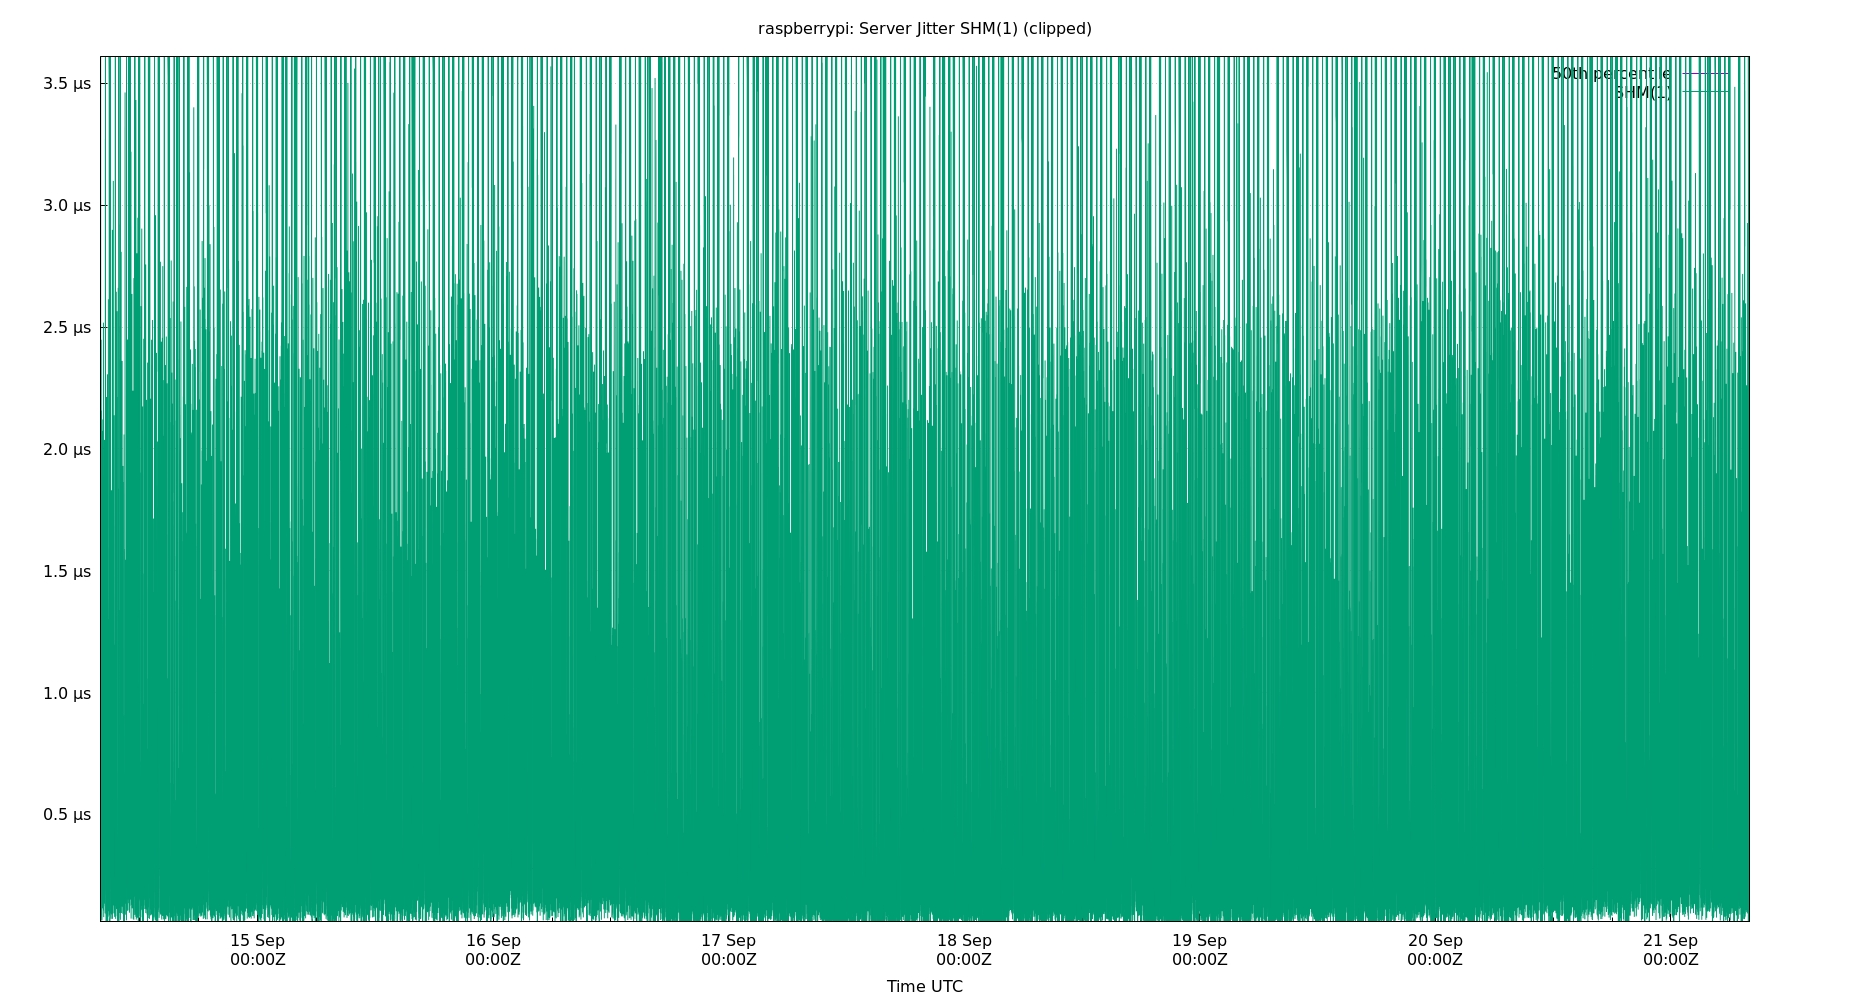 raspberrypi: Server Jitter SHM(1) (clipped)
50th percentile
SHM(1)
3.5 µs
3.0 µs
2.5 µs
2.0 µs
1.5 µs
1.0 µs
0.5 µs
15 Sep 16 Sep 17 Sep 18 Sep 19 Sep 20 Sep 21 Sep
00:00Z 00:00Z 00:00Z 00:00Z 00:00Z 00:00Z 00:00Z
Time UTC